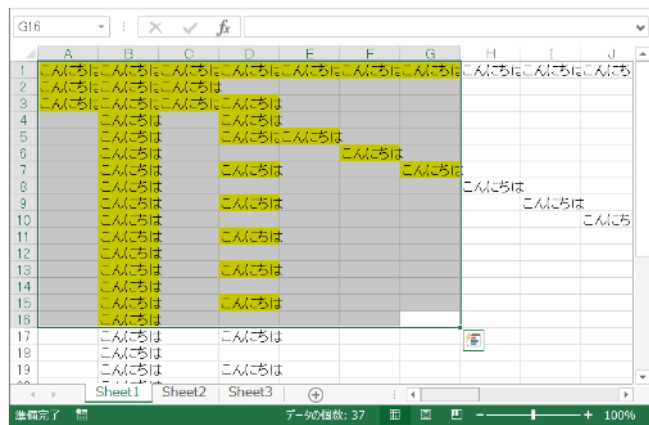 G16 fx
A B C D E F G H I J
1 こんにちは こんにちは こんにちは こんにちは こんにちは こんにちは こんにちは こんにちは こんにちは こんにち
2 こんにちは こんにちは こんにちは
3 こんにちは こんにちは こんにちは こんにちは
4 こんにちは こんにちは
5 こんにちは こんにちは こんにちは
6 こんにちは こんにちは
7 こんにちは こんにちは こんにちは
8 こんにちは こんにちは
9 こんにちは こんにちは こんにちは
10 こんにちは こんにち
11 こんにちは こんにちは
12 こんにちは
13 こんにちは こんにちは
14 こんにちは
15 こんにちは こんにちは
16 こんにちは
17 こんにちは こんにちは
18 こんにちは
19 こんにちは こんにちは
Sheet1 Sheet2 Sheet3
準備完了 データの個数: 37 100%